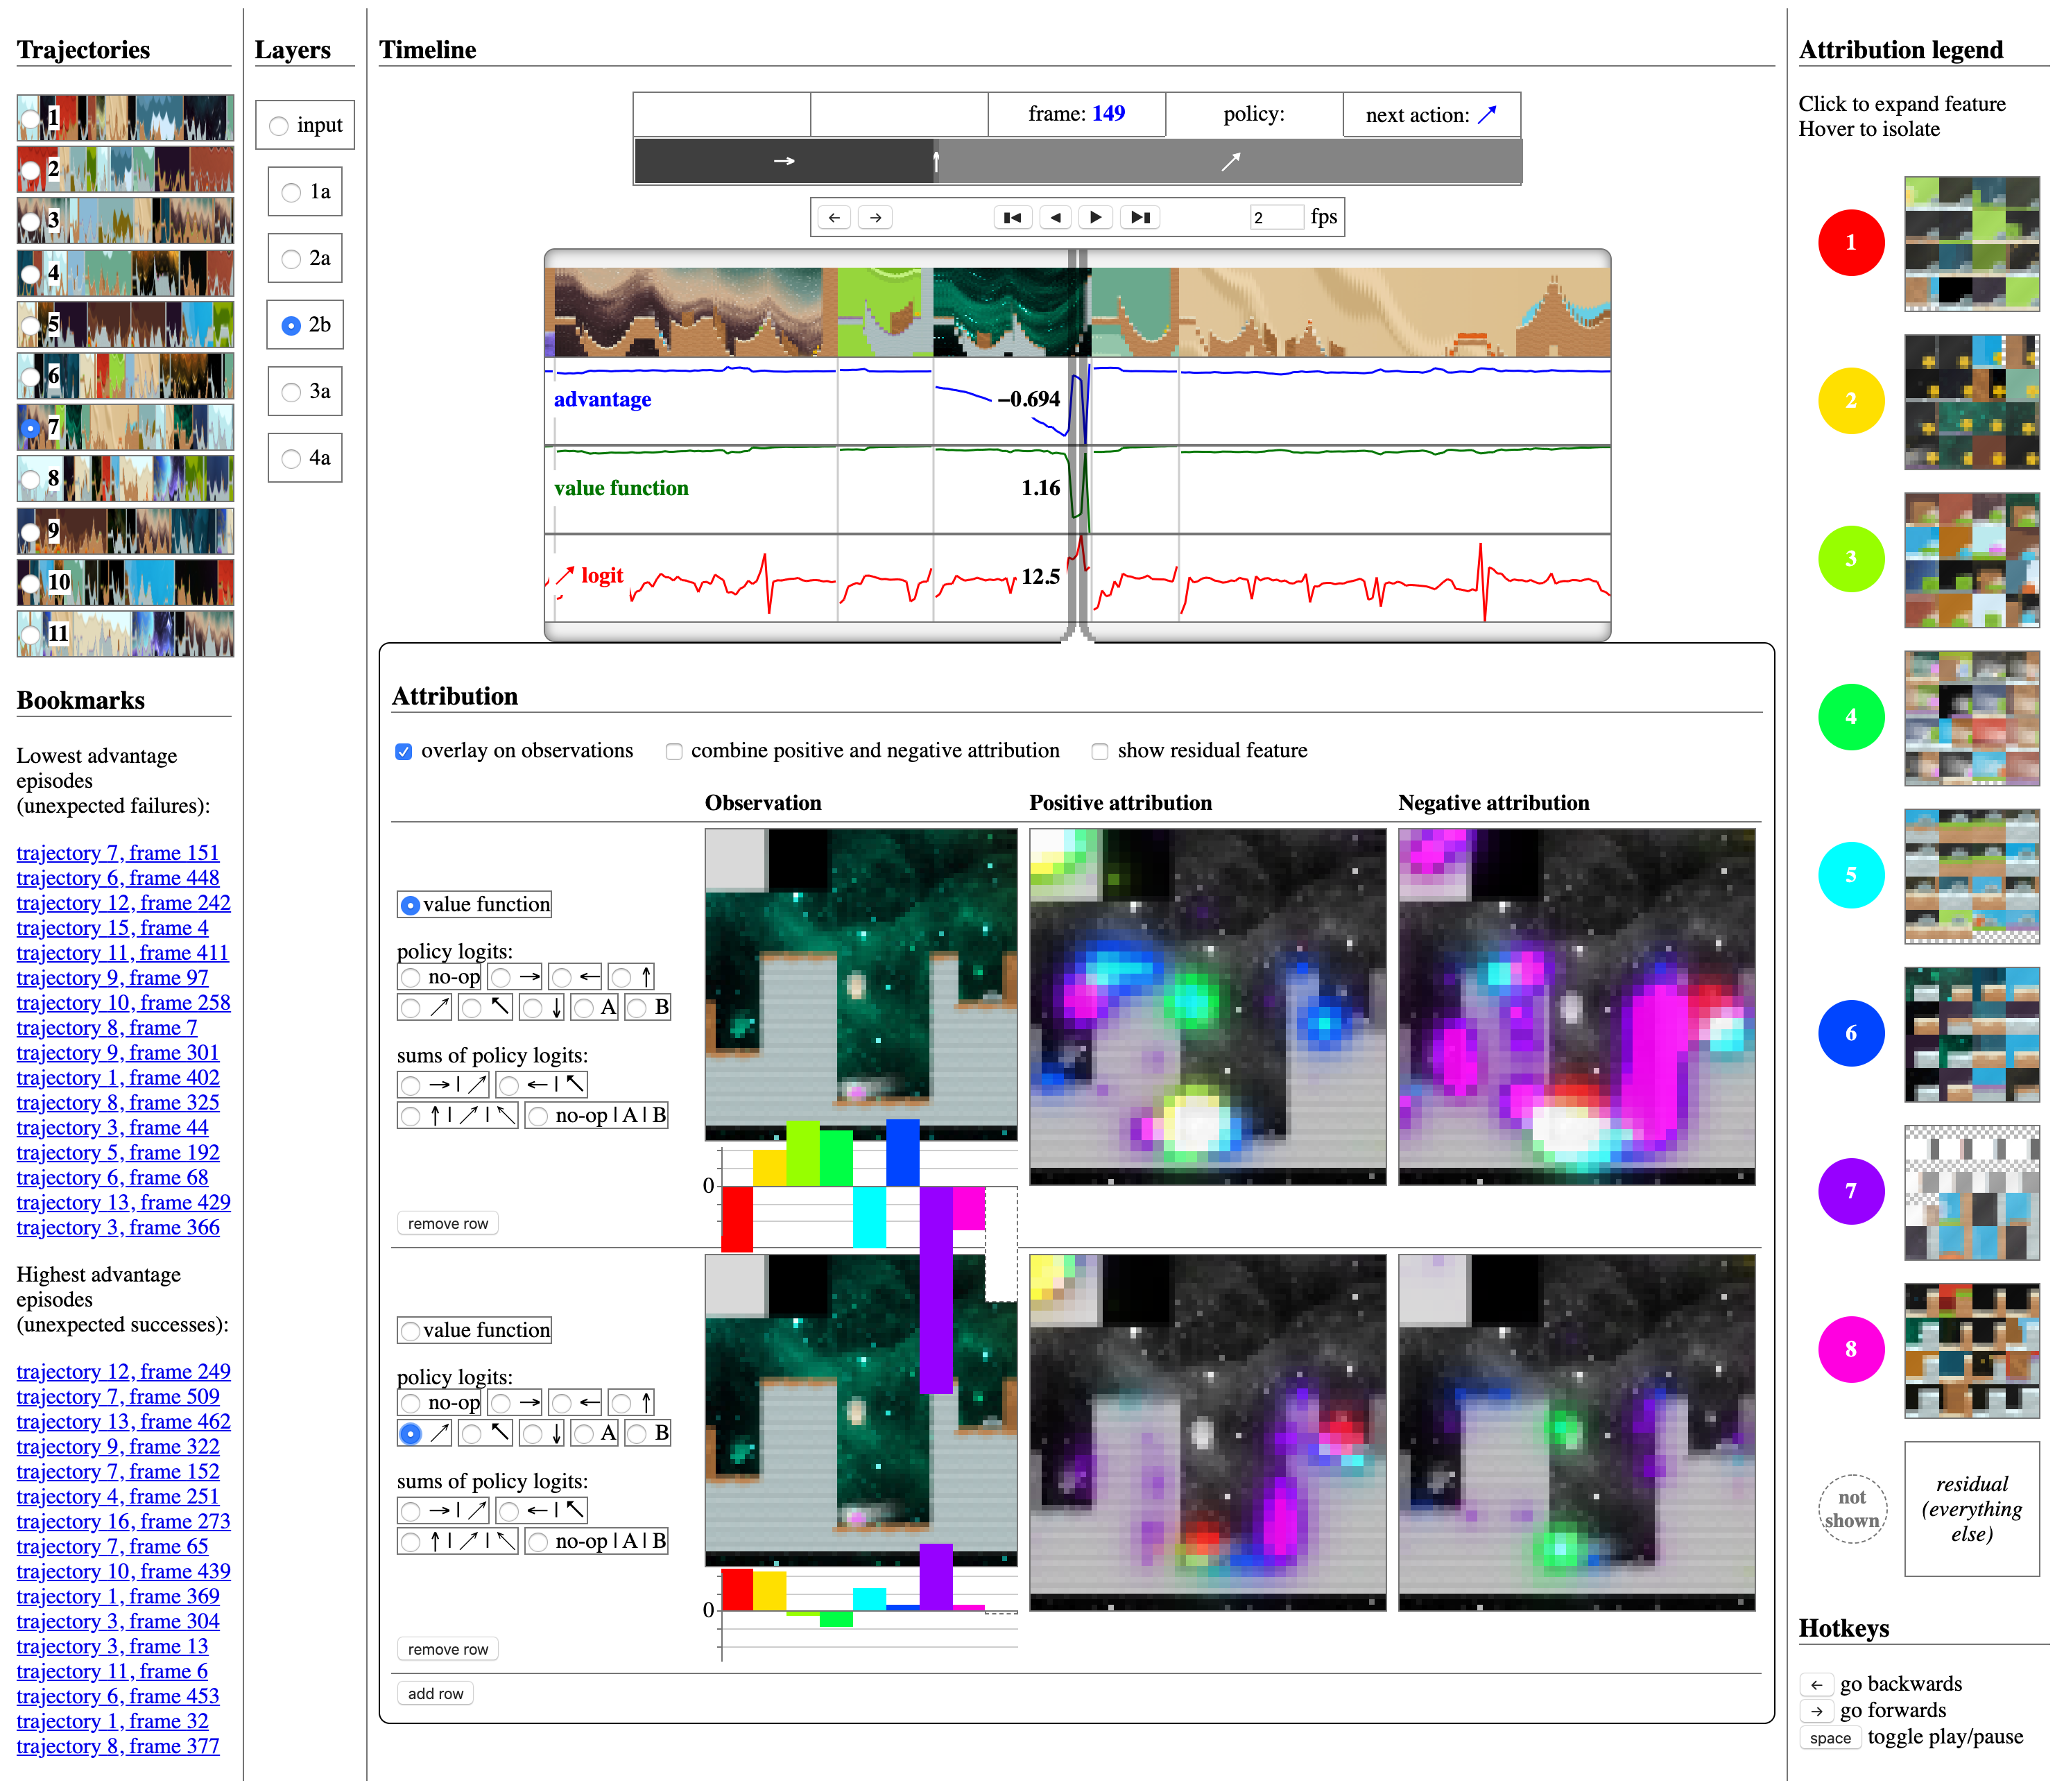 Trajectories
1
2
3
4
5
6
7
8
9
10
11
Bookmarks
Lowest advantage
episodes
(unexpected failures):
trajectory 7, frame 151
trajectory 6, frame 448
trajectory 12, frame 242
trajectory 15, frame 4
trajectory 11, frame 411
trajectory 9, frame 97
trajectory 10, frame 258
trajectory 8, frame 7
trajectory 9, frame 301
trajectory 1, frame 402
trajectory 8, frame 325
trajectory 3, frame 44
trajectory 5, frame 192
trajectory 6, frame 68
trajectory 13, frame 429
trajectory 3, frame 366
Highest advantage
episodes
(unexpected successes):
trajectory 12, frame 249
trajectory 7, frame 509
trajectory 13, frame 462
trajectory 9, frame 322
trajectory 7, frame 152
trajectory 4, frame 251
trajectory 16, frame 273
trajectory 7, frame 65
trajectory 10, frame 439
trajectory 1, frame 369
trajectory 3, frame 304
trajectory 3, frame 13
trajectory 11, frame 6
trajectory 6, frame 453
trajectory 1, frame 32
trajectory 8, frame 377
Layers
input
1a
2a
2b
3a
4a
Timeline
frame: 149 policy: next action: ↗
→ ↑ ↗
← → 2 fps
advantage −0.694
value function 1.16
↗ logit 12.5
Attribution
overlay on observations combine positive and negative attribution show residual feature
Observation Positive attribution Negative attribution
value function
policy logits:
no-op → ← ↑
↗ ↖ ↓ A B
sums of policy logits:
→ | ↗ ← | ↖
↑ | ↗ | ↖ no-op | A | B
0
remove row
value function
policy logits:
no-op → ← ↑
↗ ↖ ↓ A B
sums of policy logits:
→ | ↗ ← | ↖
↑ | ↗ | ↖ no-op | A | B
0
remove row
add row
Attribution legend
Click to expand feature
Hover to isolate
1
2
3
4
5
6
7
8
not
shown
residual
(everything
else)
Hotkeys
← go backwards
→ go forwards
space toggle play/pause